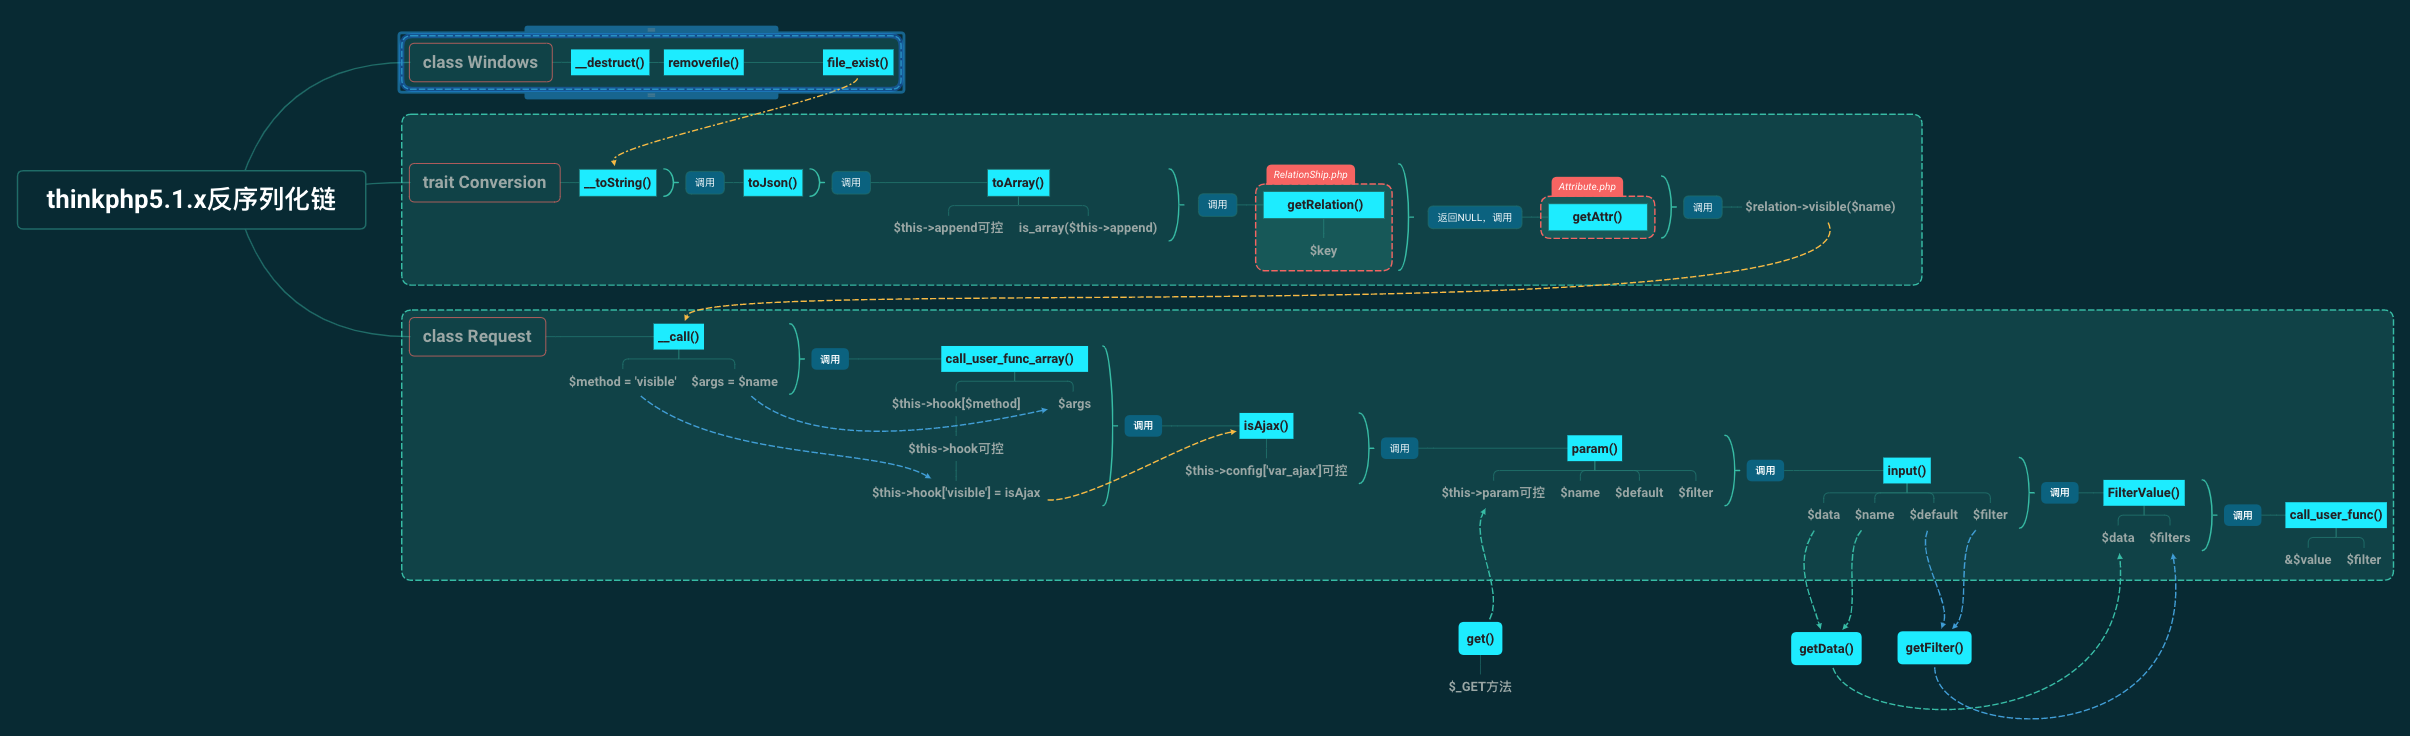 thinkphp5.1.x反序列化链
class Windows
__destruct()
removefile()
file_exist()
trait Conversion
__toString()
调用
toJson()
调用
toArray()
$this->append可控
is_array($this->append)
调用
RelationShip.php
getRelation()
$key
返回NULL，调用
Attribute.php
getAttr()
调用
$relation->visible($name)
class Request
__call()
$method = 'visible'
$args = $name
调用
call_user_func_array()
$this->hook[$method]
$args
$this->hook可控
$this->hook['visible'] = isAjax
调用
isAjax()
$this->config['var_ajax']可控
调用
param()
$this->param可控
$name
$default
$filter
调用
input()
$data
$name
$default
$filter
调用
FilterValue()
$data
$filters
调用
call_user_func()
&$value
$filter
get()
$_GET方法
getData()
getFilter()